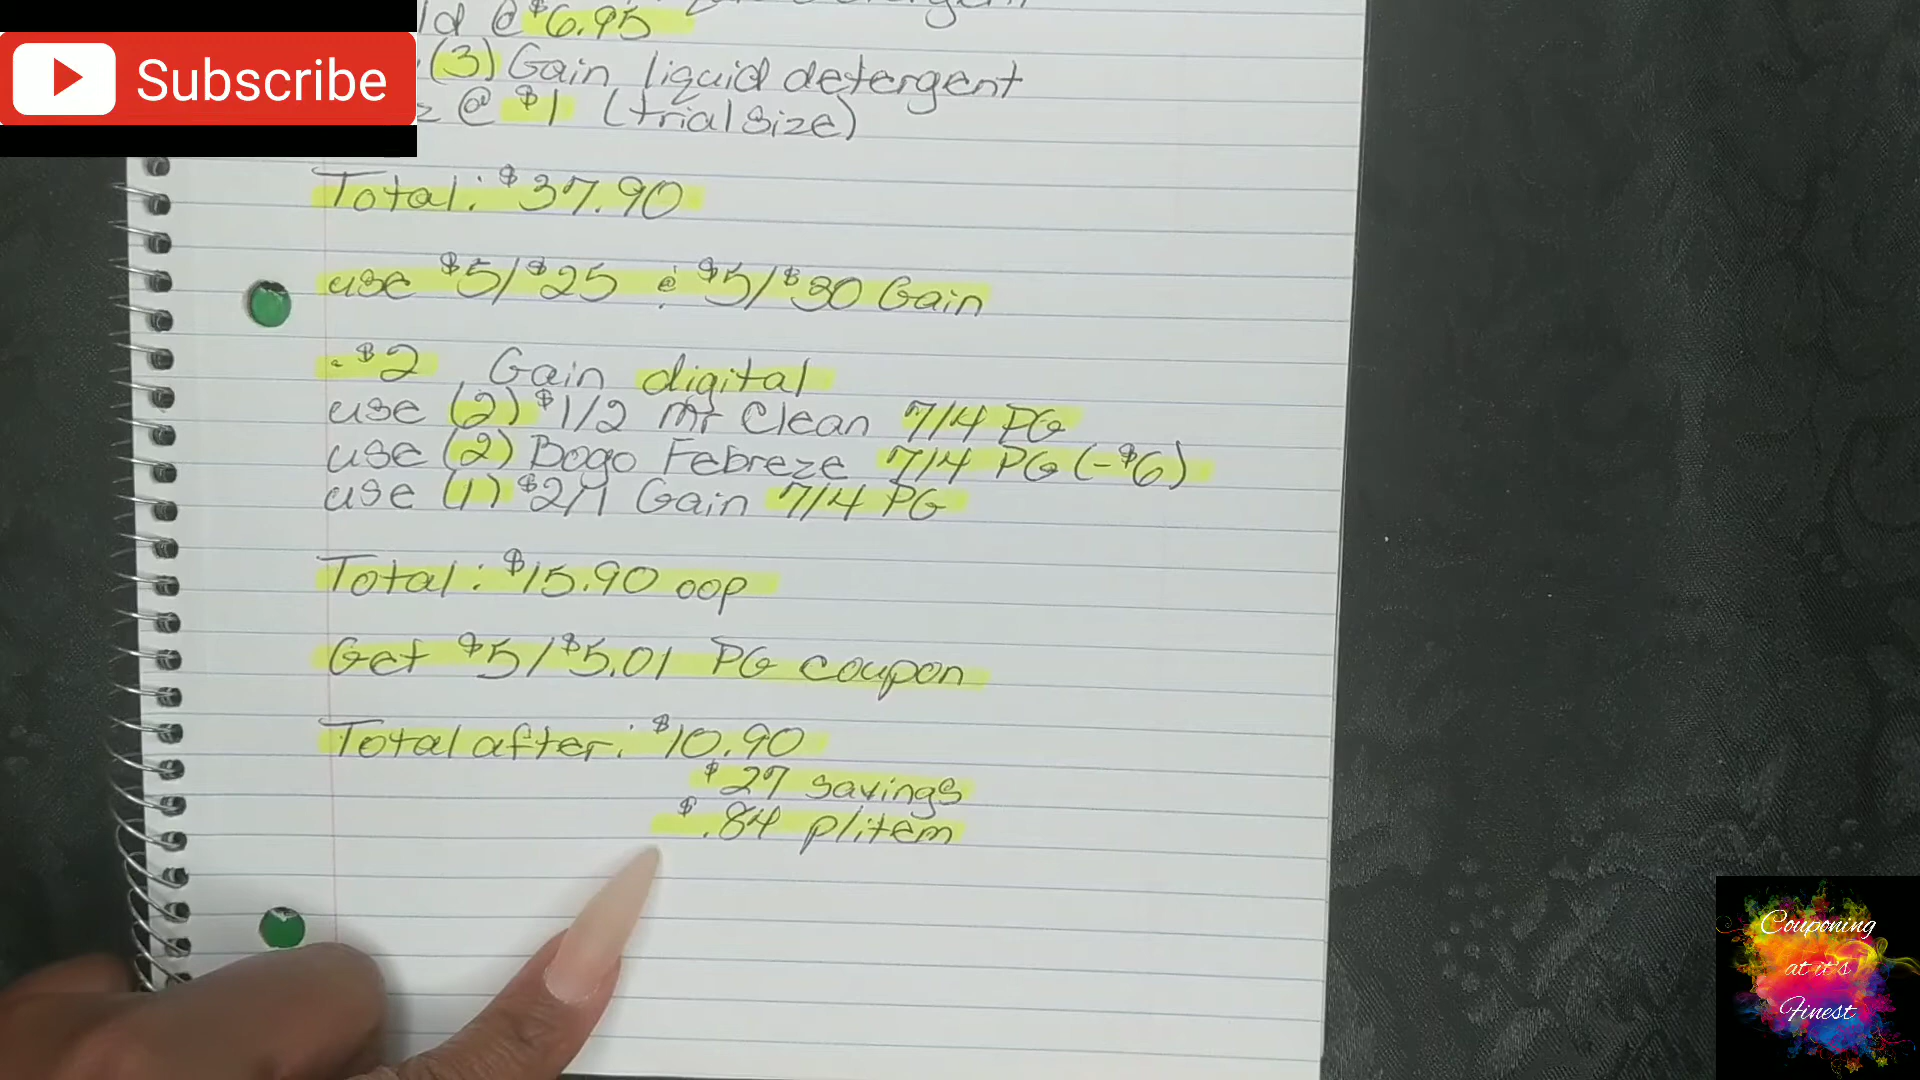 ld @ $6.95
Subscribe
(3) Gain liquid detergent
z @ $1 (trial size)
Total: $37.90
use $5/$25 & $5/$30 Gain
- $2 Gain digital
use (2) $1/2 Mr Clean 7/4 PG
use (2) Bogo Febreze 7/4 PG (-$6)
use (1) $2/1 Gain 7/4 PG
Total: $15.90 oop
Get $5/$5.01 PG coupon
Total after: $10.90
$27 savings
$.84 p/item
Couponing
at it's
Finest